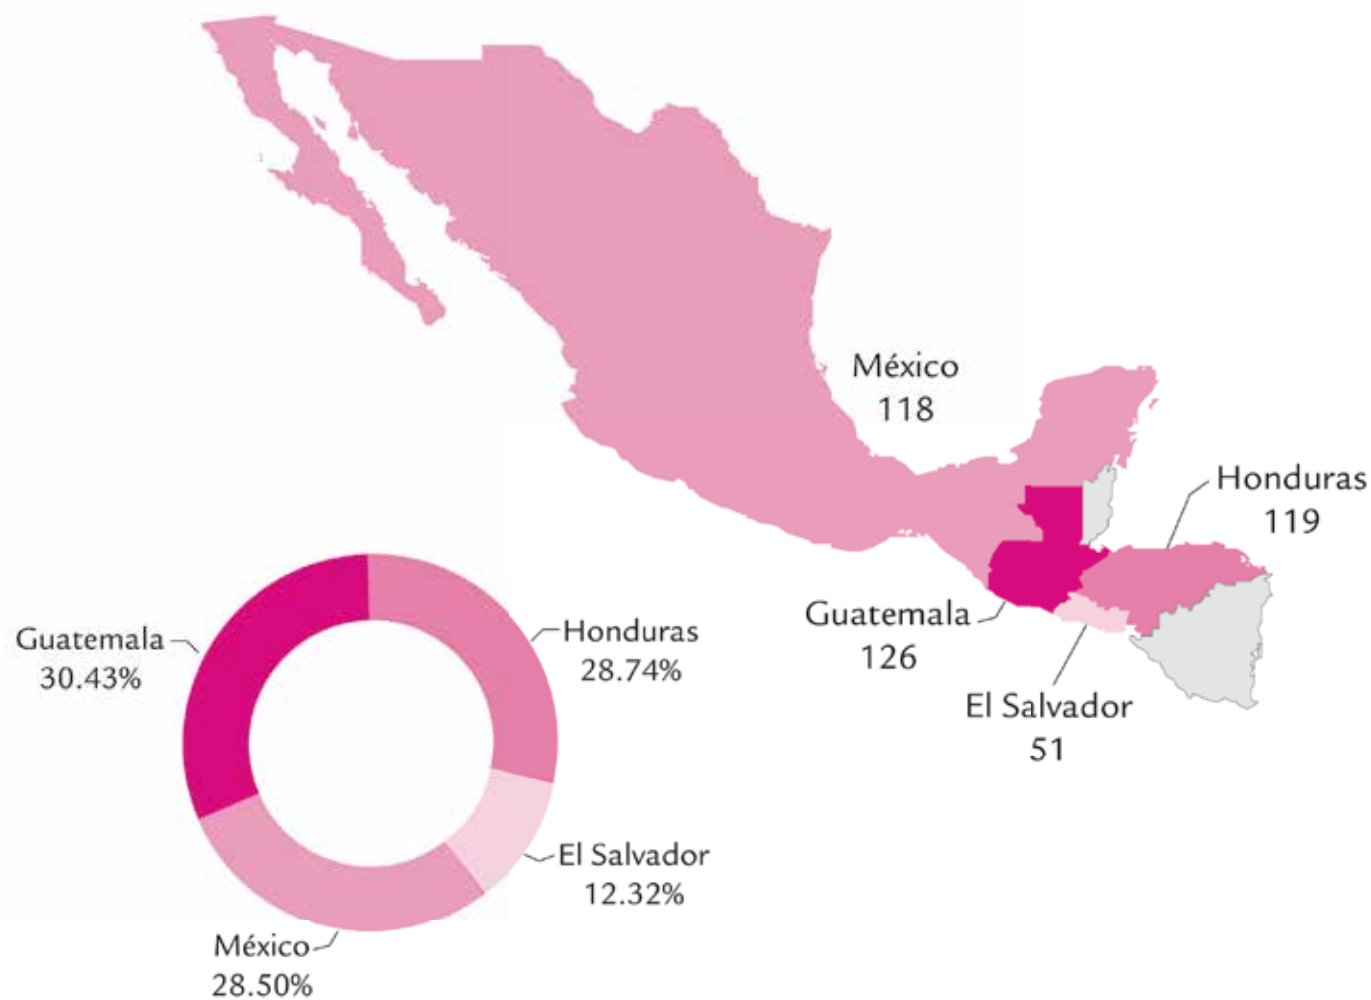 México
118
Honduras
119
Guatemala
126
El Salvador
51
Guatemala
30.43%
Honduras
28.74%
El Salvador
12.32%
México
28.50%